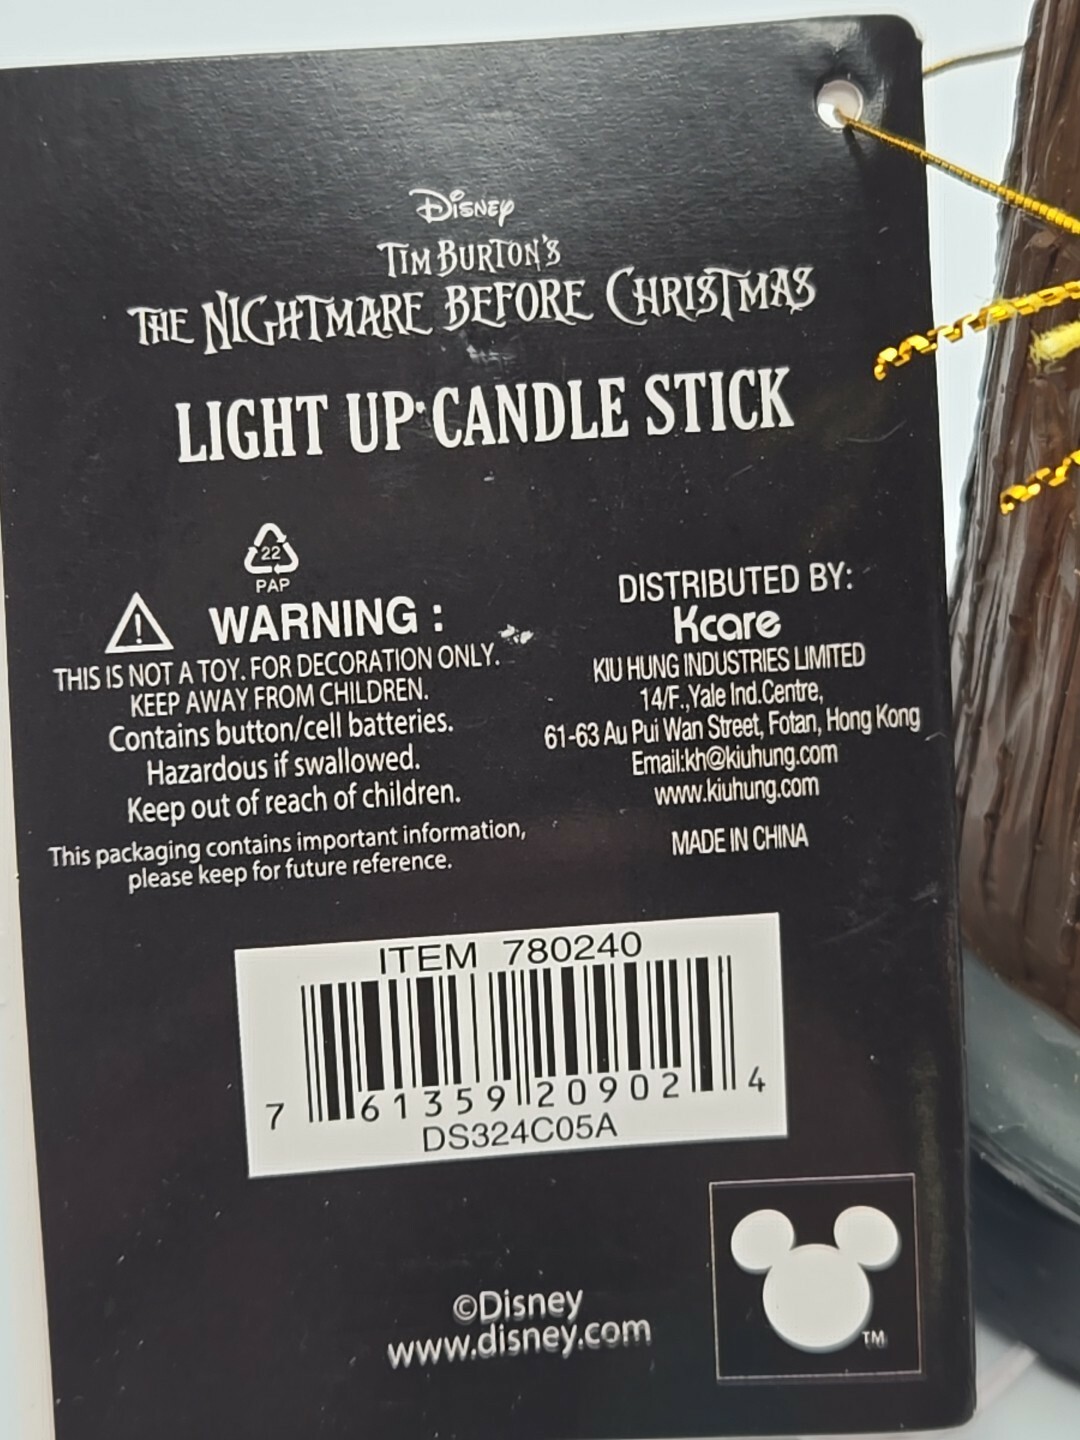 Disney
TIM BURTON'S
THE NIGHTMARE BEFORE CHRISTMAS
LIGHT UP CANDLE STICK
22
PAP
WARNING :
THIS IS NOT A TOY. FOR DECORATION ONLY.
KEEP AWAY FROM CHILDREN.
Contains button/cell batteries.
Hazardous if swallowed.
Keep out of reach of children.
This packaging contains important information,
please keep for future reference.
DISTRIBUTED BY:
Kcare
KIU HUNG INDUSTRIES LIMITED
14/F.,Yale Ind.Centre,
61-63 Au Pui Wan Street, Fotan, Hong Kong
Email:kh@kiuhung.com
www.kiuhung.com
MADE IN CHINA
ITEM 780240
7 61359 20902 4
DS324C05A
©Disney
www.disney.com
TM